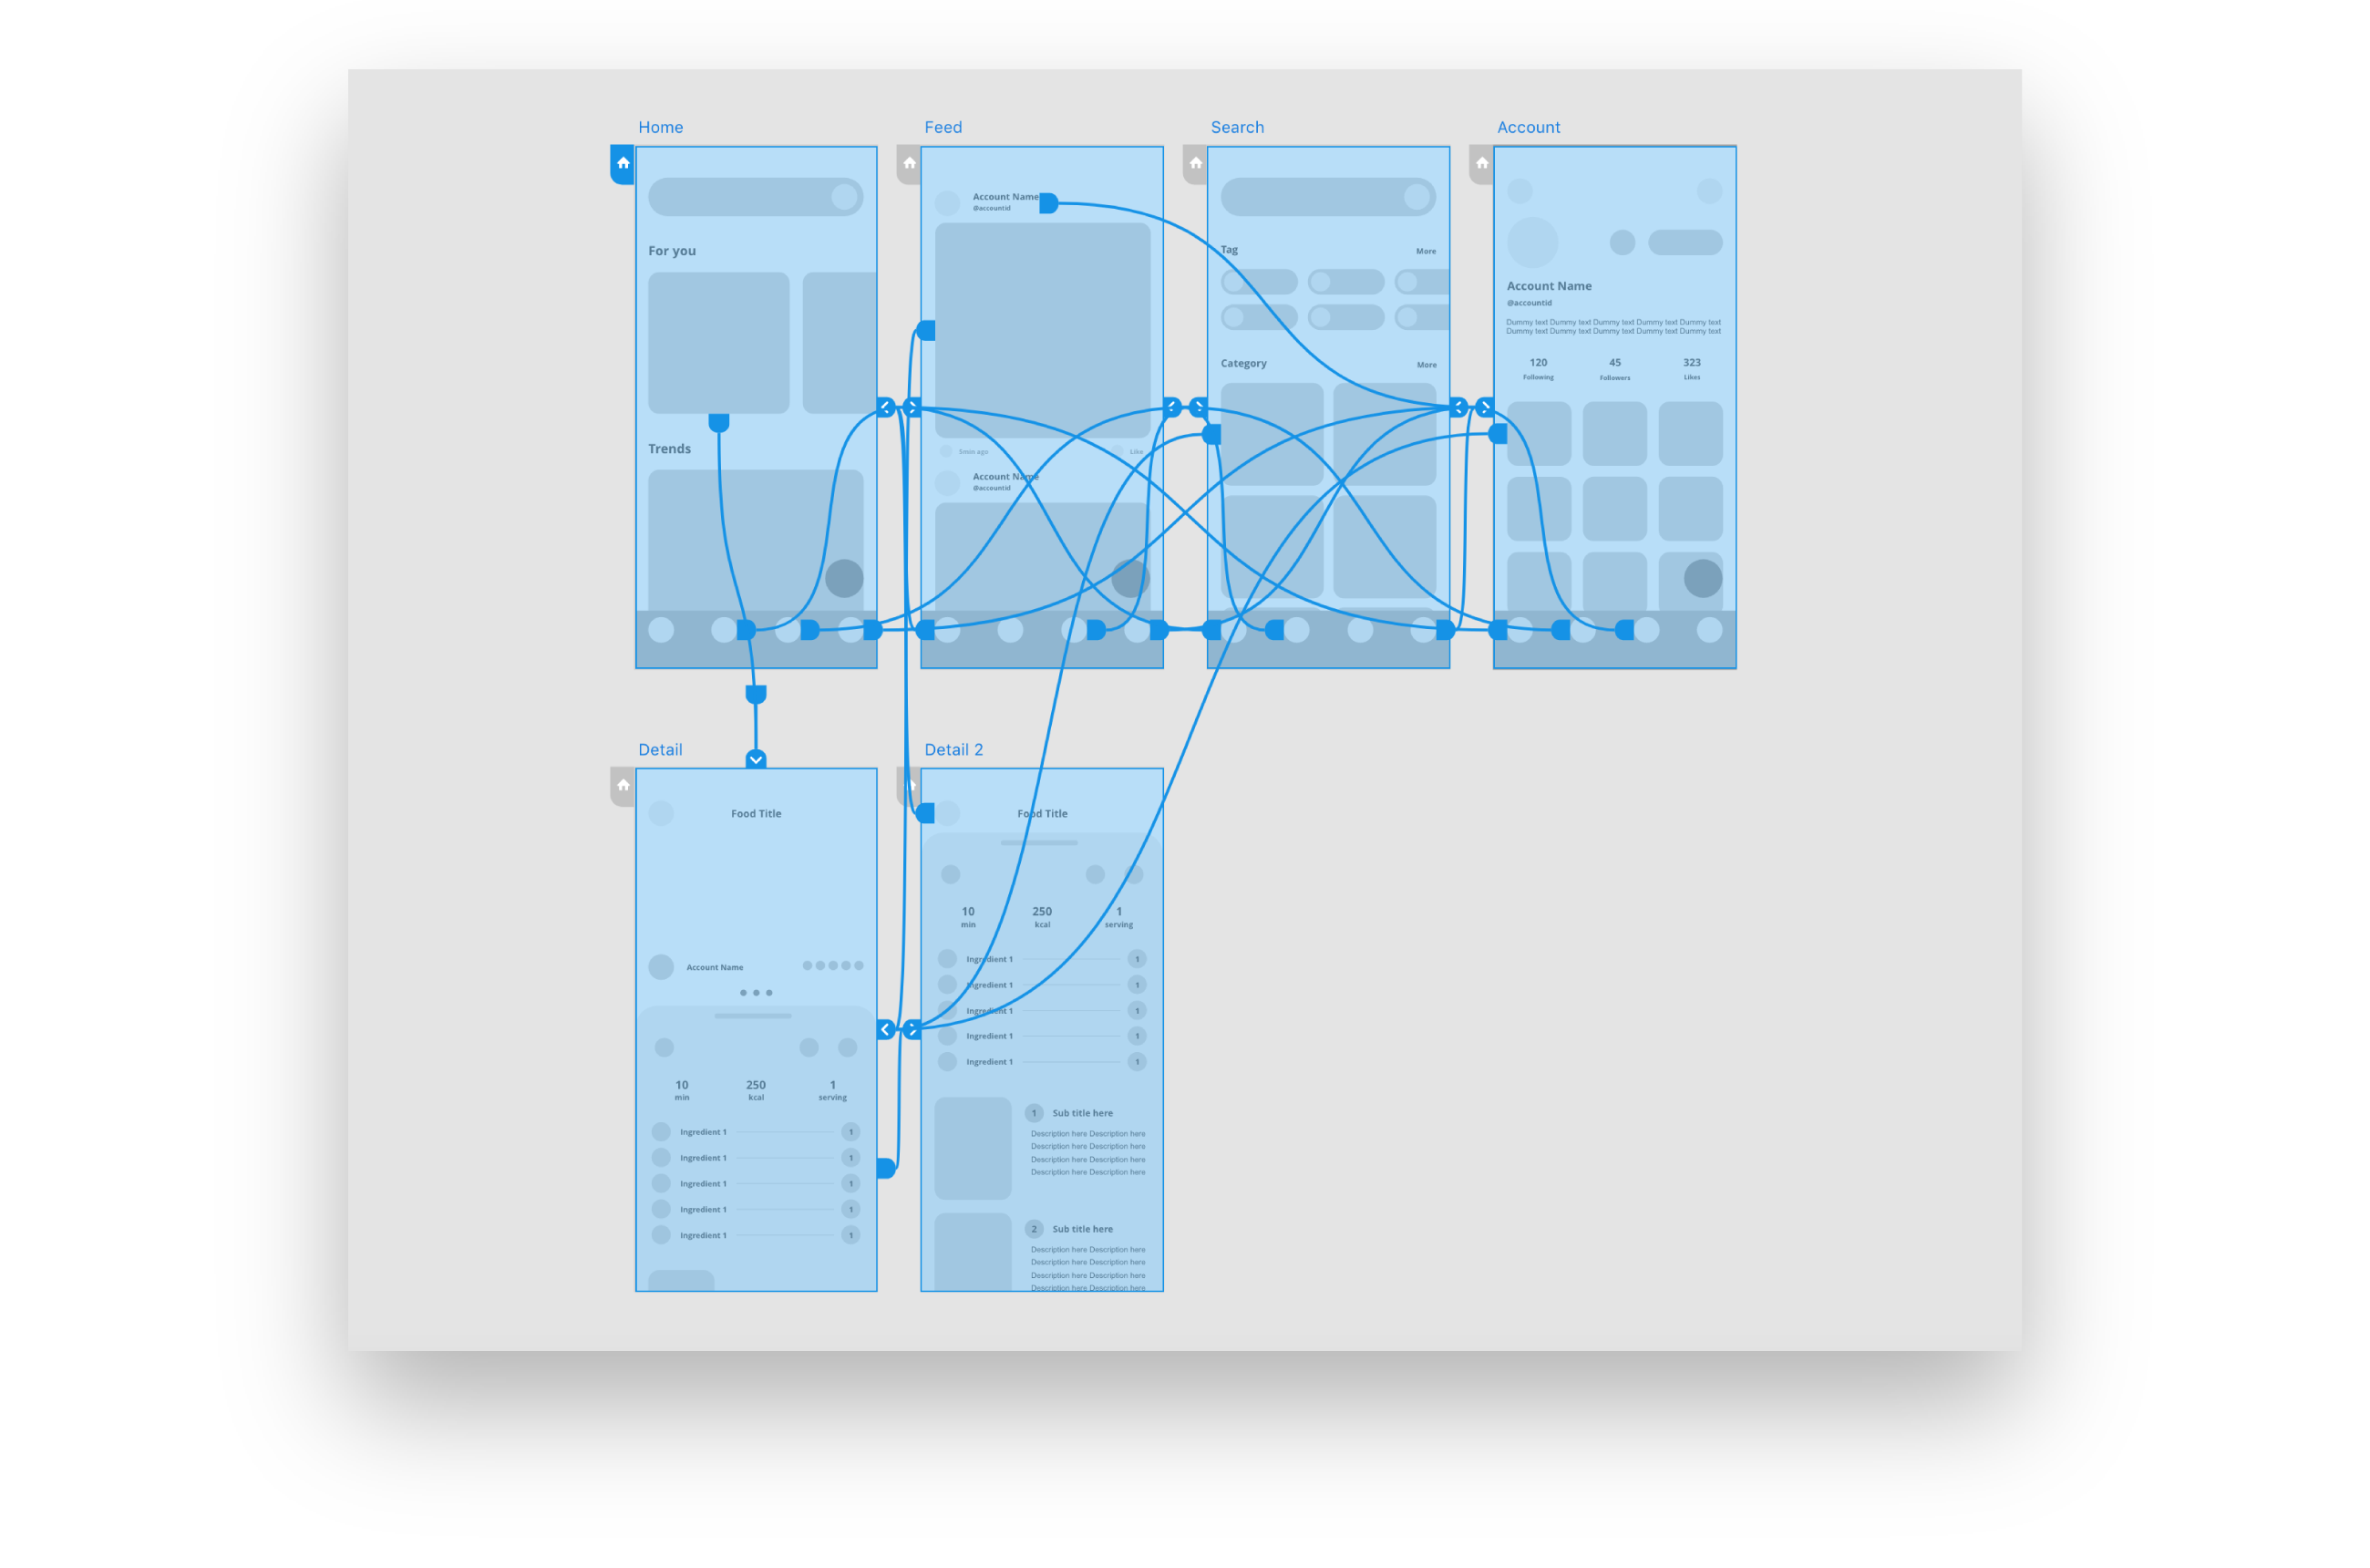 Home
For you
Trends
Feed
Account Name
@accountid
5min ago Like
Account Name
@accountid
Search
Tag More
Category More
Account
Account Name
@accountid
Dummy text Dummy text Dummy text Dummy text Dummy text
Dummy text Dummy text Dummy text Dummy text Dummy text
120 45 323
Following Followers Likes
Detail
Food Title
Account Name
10 250 1
min kcal serving
Ingredient 1 1
Ingredient 1 1
Ingredient 1 1
Ingredient 1 1
Ingredient 1 1
Detail 2
Food Title
10 250 1
min kcal serving
Ingredient 1 1
Ingredient 1 1
Ingredient 1 1
Ingredient 1 1
Ingredient 1 1
1 Sub title here
Description here Description here
Description here Description here
Description here Description here
Description here Description here
2 Sub title here
Description here Description here
Description here Description here
Description here Description here
Description here Description here